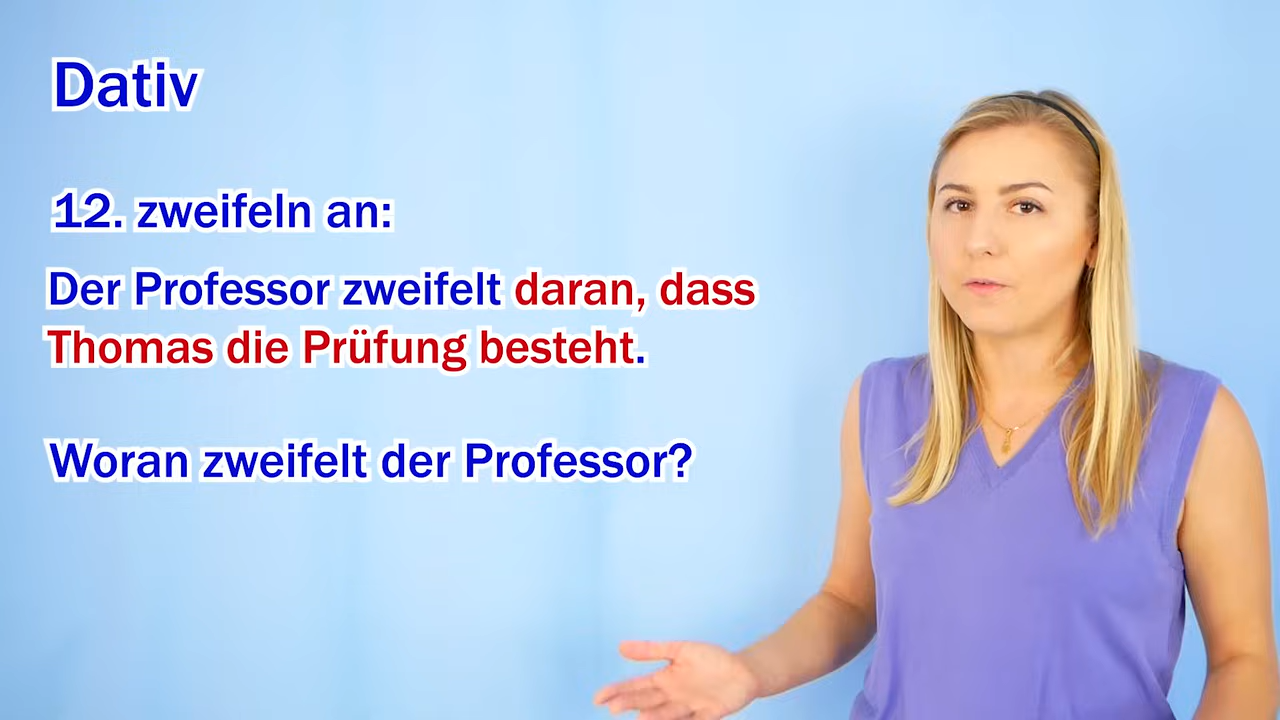 Dativ
12. zweifeln an:
Der Professor zweifelt daran, dass
Thomas die Prüfung besteht.
Woran zweifelt der Professor?